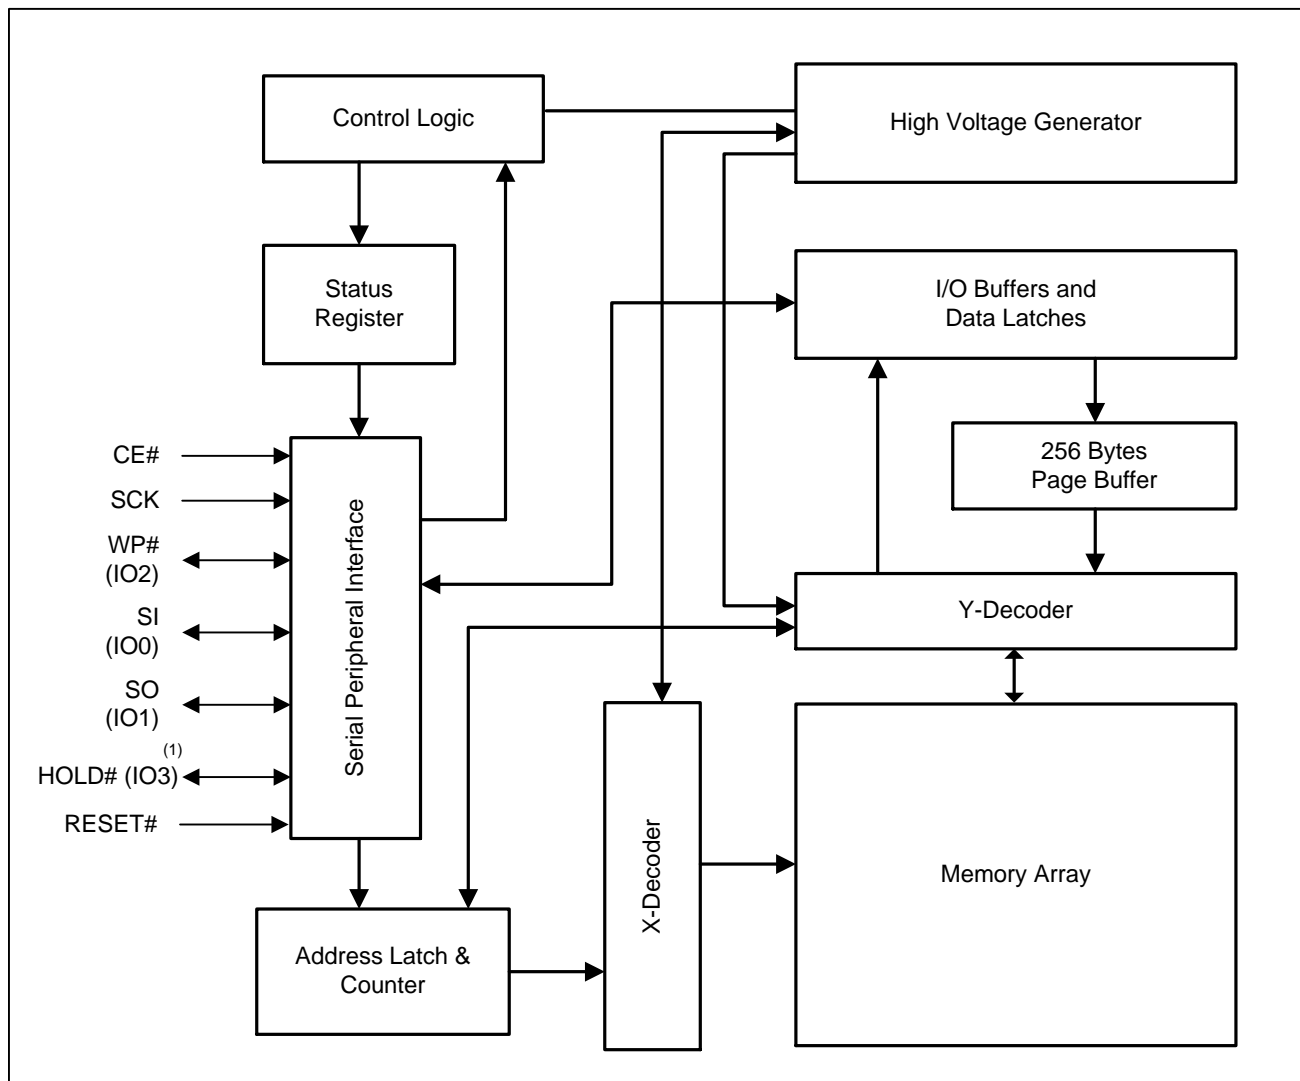 Control Logic
High Voltage Generator
Status
Register
I/O Buffers and
Data Latches
256 Bytes
Page Buffer
CE#
SCK
WP#
(IO2)
SI
(IO0)
SO
(IO1)
(1)
HOLD# (IO3)
RESET#
Serial Peripheral Interface
Y-Decoder
X-Decoder
Memory Array
Address Latch &
Counter